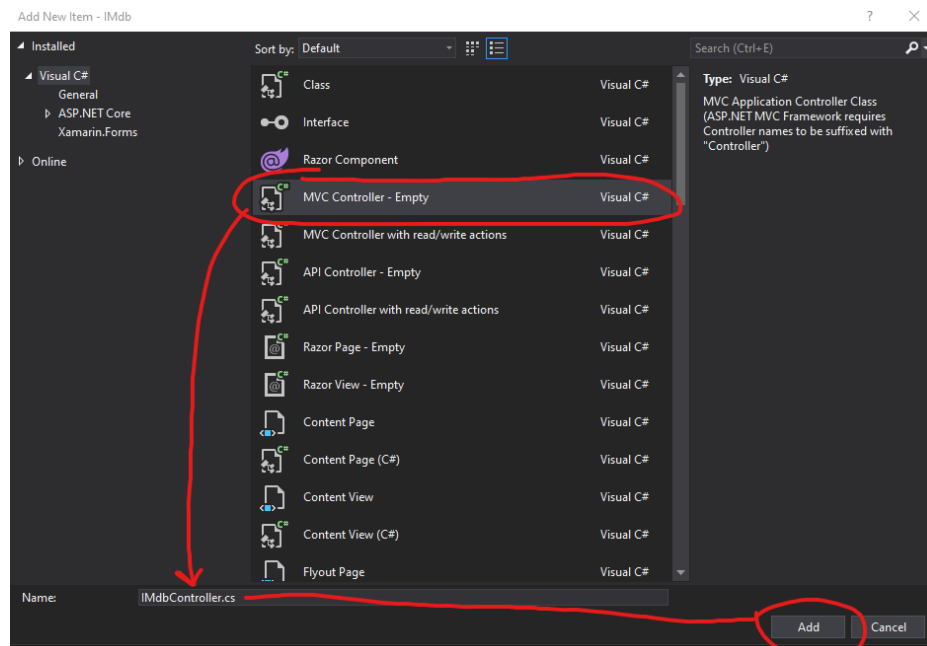 Add New Item - IMdb
?
Installed
Sort by: Default
Search (Ctrl+E)
Visual C#
General
ASP.NET Core
Xamarin.Forms
Online
Class Visual C#
Interface Visual C#
Razor Component Visual C#
MVC Controller - Empty Visual C#
MVC Controller with read/write actions Visual C#
API Controller - Empty Visual C#
API Controller with read/write actions Visual C#
Razor Page - Empty Visual C#
Razor View - Empty Visual C#
Content Page Visual C#
Content Page (C#) Visual C#
Content View Visual C#
Content View (C#) Visual C#
Flyout Page Visual C#
Type: Visual C#
MVC Application Controller Class
(ASP.NET MVC Framework requires
Controller names to be suffixed with
"Controller")
Name: IMdbController.cs
Add Cancel